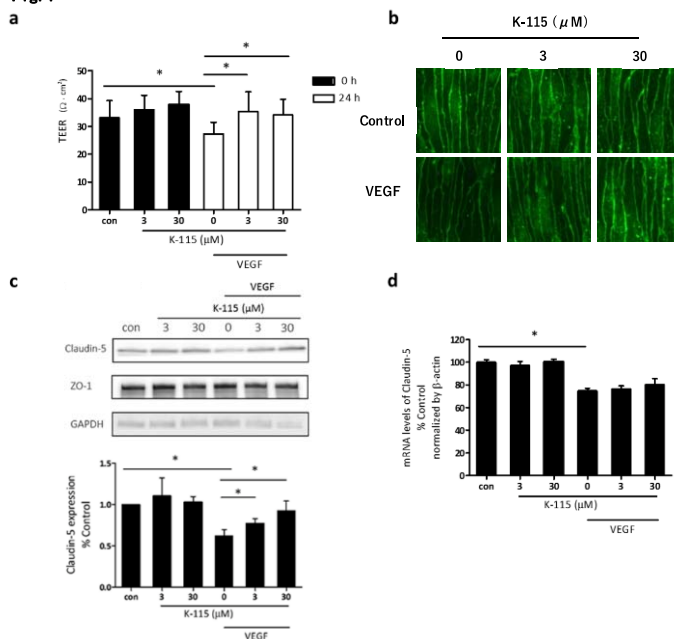 a
TEER (Ω · cm²)
50
40
30
20
10
0
*
*
*
0 h
24 h
con 3 30 0 3 30
K-115 (μM)
VEGF
b
K-115 (μM)
0 3 30
Control
VEGF
c
VEGF
K-115 (μM)
con 3 30 0 3 30
Claudin-5
ZO-1
GAPDH
Claudin-5 expression
% Control
1.5
1.0
0.5
0.0
*
*
*
con 3 30 0 3 30
K-115 (μM)
VEGF
d
mRNA levels of Claudin-5
% Control
normalized by β-actin
120
100
80
60
40
20
0
*
con 3 30 0 3 30
K-115 (μM)
VEGF